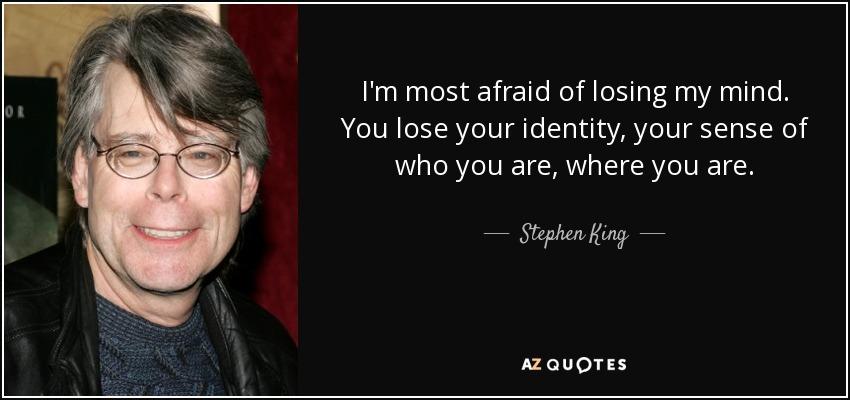 OR
I'm most afraid of losing my mind.
You lose your identity, your sense of
who you are, where you are.
Stephen King
AZ QUOTES